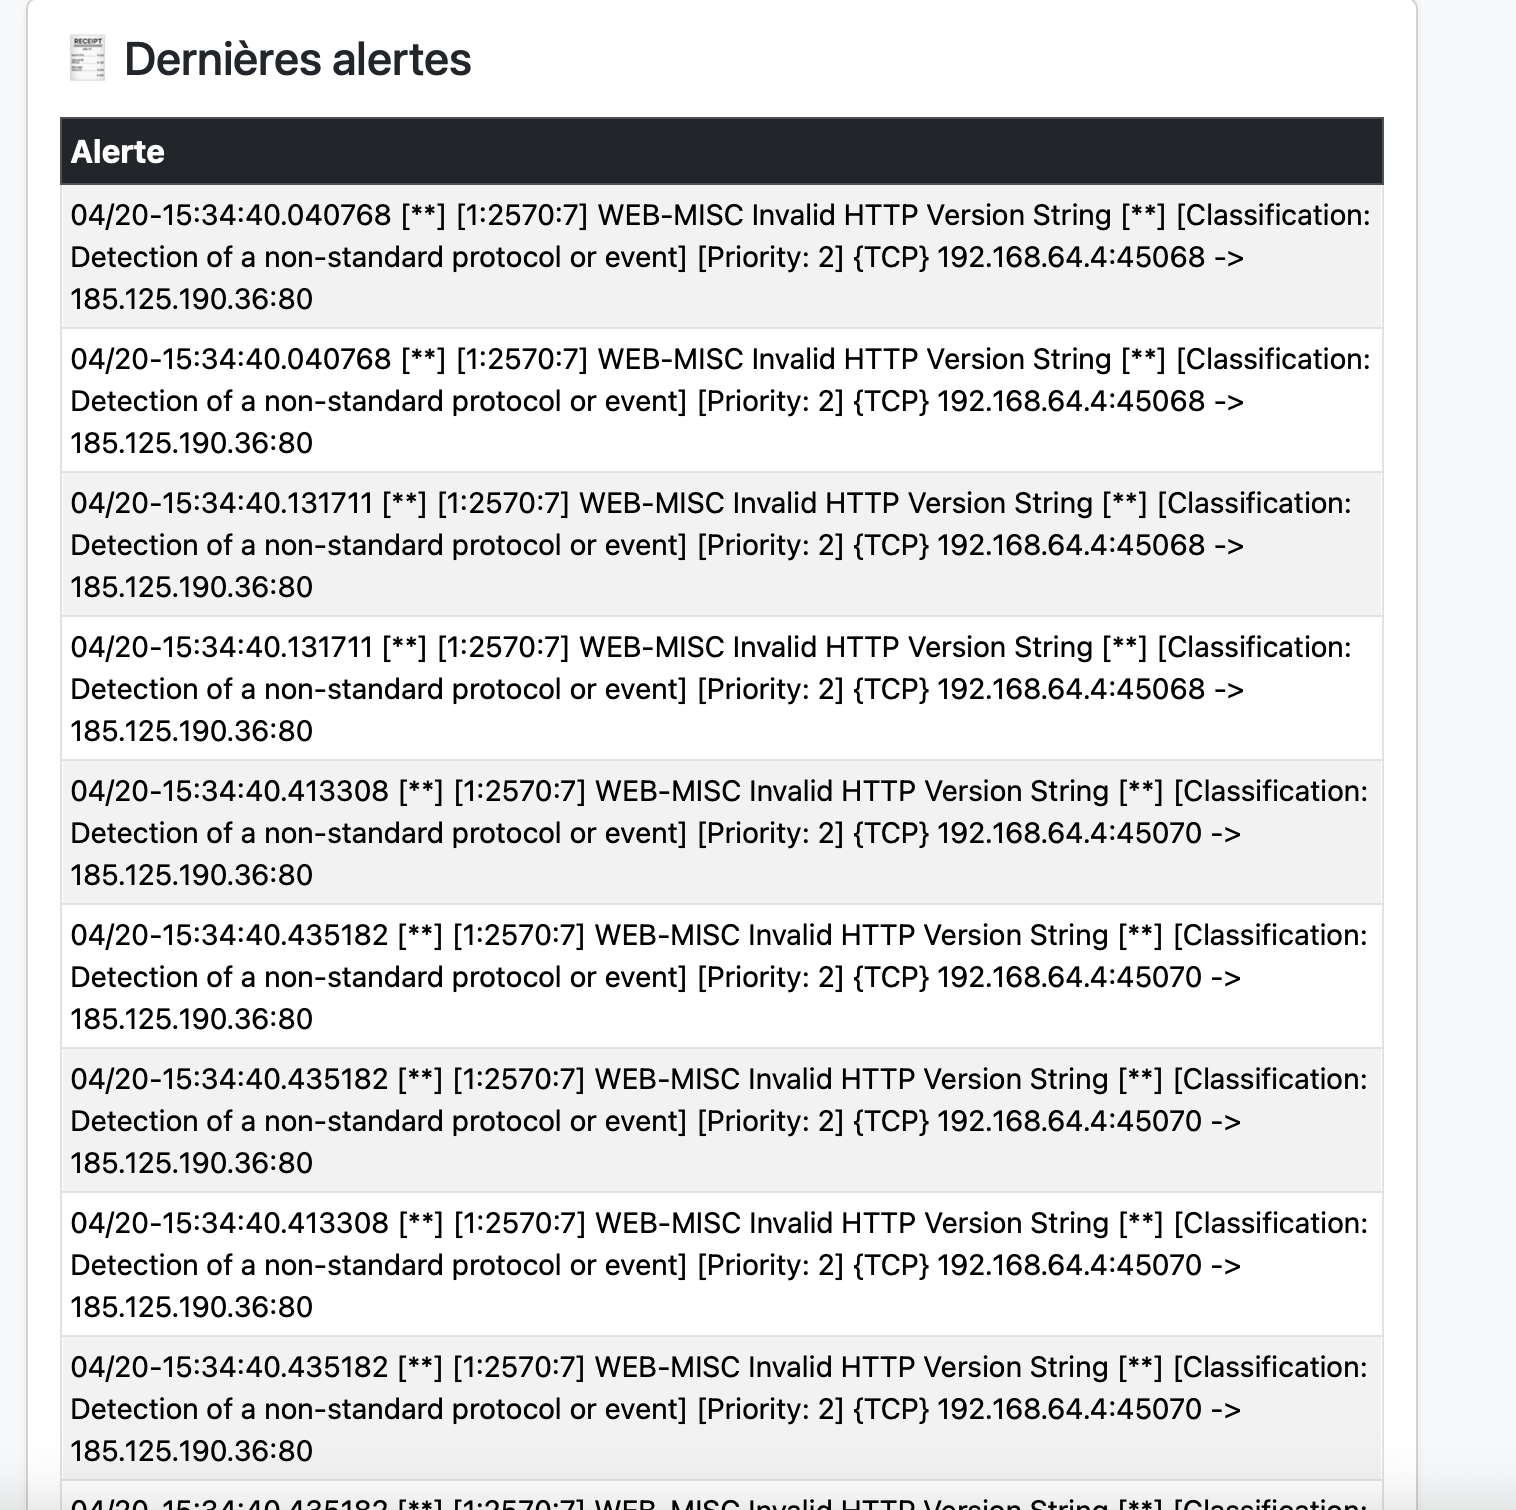 RECEIPT
Dernières alertes
Alerte
04/20-15:34:40.040768 [**] [1:2570:7] WEB-MISC Invalid HTTP Version String [**] [Classification:
Detection of a non-standard protocol or event] [Priority: 2] {TCP} 192.168.64.4:45068 ->
185.125.190.36:80
04/20-15:34:40.040768 [**] [1:2570:7] WEB-MISC Invalid HTTP Version String [**] [Classification:
Detection of a non-standard protocol or event] [Priority: 2] {TCP} 192.168.64.4:45068 ->
185.125.190.36:80
04/20-15:34:40.131711 [**] [1:2570:7] WEB-MISC Invalid HTTP Version String [**] [Classification:
Detection of a non-standard protocol or event] [Priority: 2] {TCP} 192.168.64.4:45068 ->
185.125.190.36:80
04/20-15:34:40.131711 [**] [1:2570:7] WEB-MISC Invalid HTTP Version String [**] [Classification:
Detection of a non-standard protocol or event] [Priority: 2] {TCP} 192.168.64.4:45068 ->
185.125.190.36:80
04/20-15:34:40.413308 [**] [1:2570:7] WEB-MISC Invalid HTTP Version String [**] [Classification:
Detection of a non-standard protocol or event] [Priority: 2] {TCP} 192.168.64.4:45070 ->
185.125.190.36:80
04/20-15:34:40.435182 [**] [1:2570:7] WEB-MISC Invalid HTTP Version String [**] [Classification:
Detection of a non-standard protocol or event] [Priority: 2] {TCP} 192.168.64.4:45070 ->
185.125.190.36:80
04/20-15:34:40.435182 [**] [1:2570:7] WEB-MISC Invalid HTTP Version String [**] [Classification:
Detection of a non-standard protocol or event] [Priority: 2] {TCP} 192.168.64.4:45070 ->
185.125.190.36:80
04/20-15:34:40.413308 [**] [1:2570:7] WEB-MISC Invalid HTTP Version String [**] [Classification:
Detection of a non-standard protocol or event] [Priority: 2] {TCP} 192.168.64.4:45070 ->
185.125.190.36:80
04/20-15:34:40.435182 [**] [1:2570:7] WEB-MISC Invalid HTTP Version String [**] [Classification:
Detection of a non-standard protocol or event] [Priority: 2] {TCP} 192.168.64.4:45070 ->
185.125.190.36:80
04/20-15:34:40.435182 [**] [1:2570:7] WEB-MISC Invalid HTTP Version String [**] [Classification: